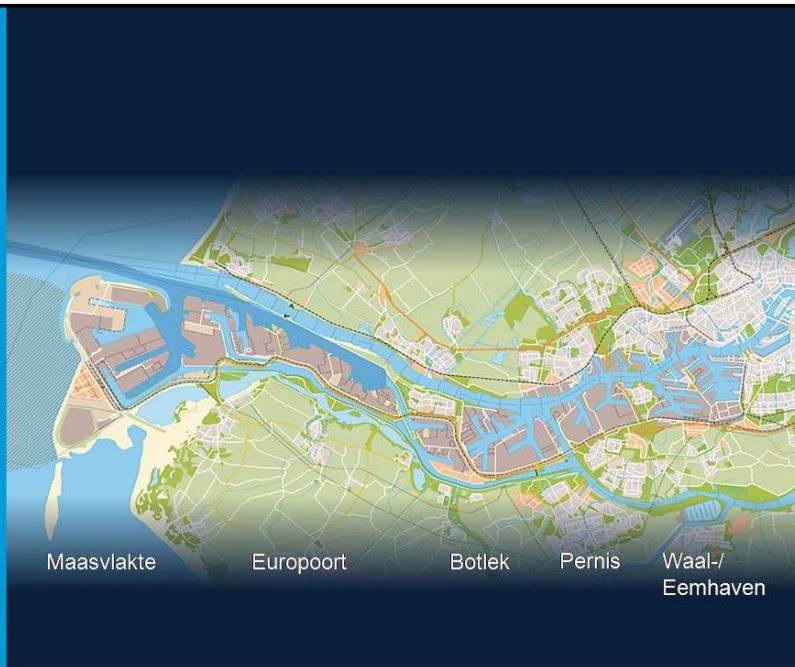 Maasvlakte
Europoort
Botlek
Pernis
Waal-/
Eemhaven